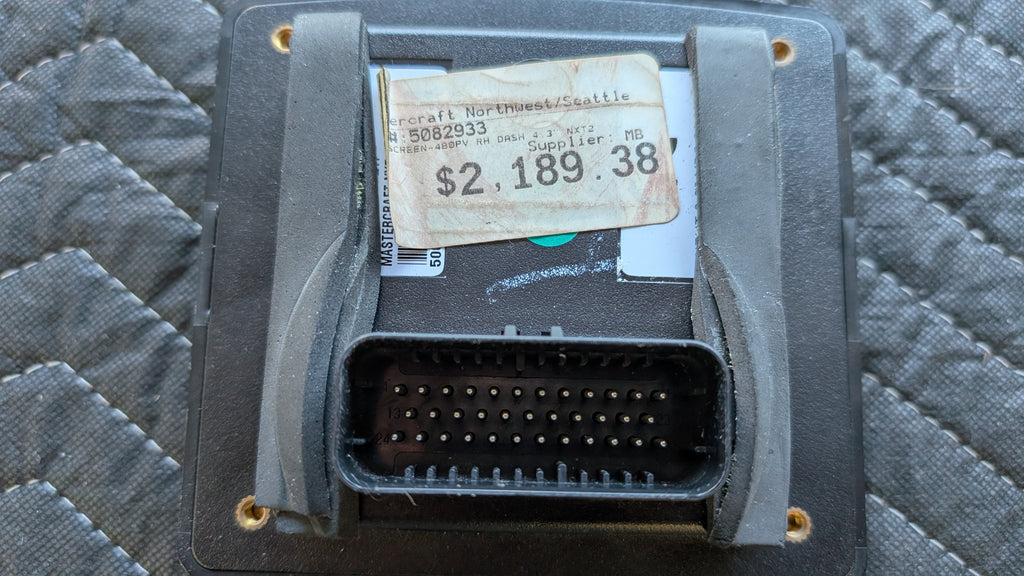 ercraft Northwest/Seattle
#:5082933
SCREEN-480PV RH DASH 4.3" NXT2
Supplier: MB
$2,189.38
MASTERCRAFT
500
13
24